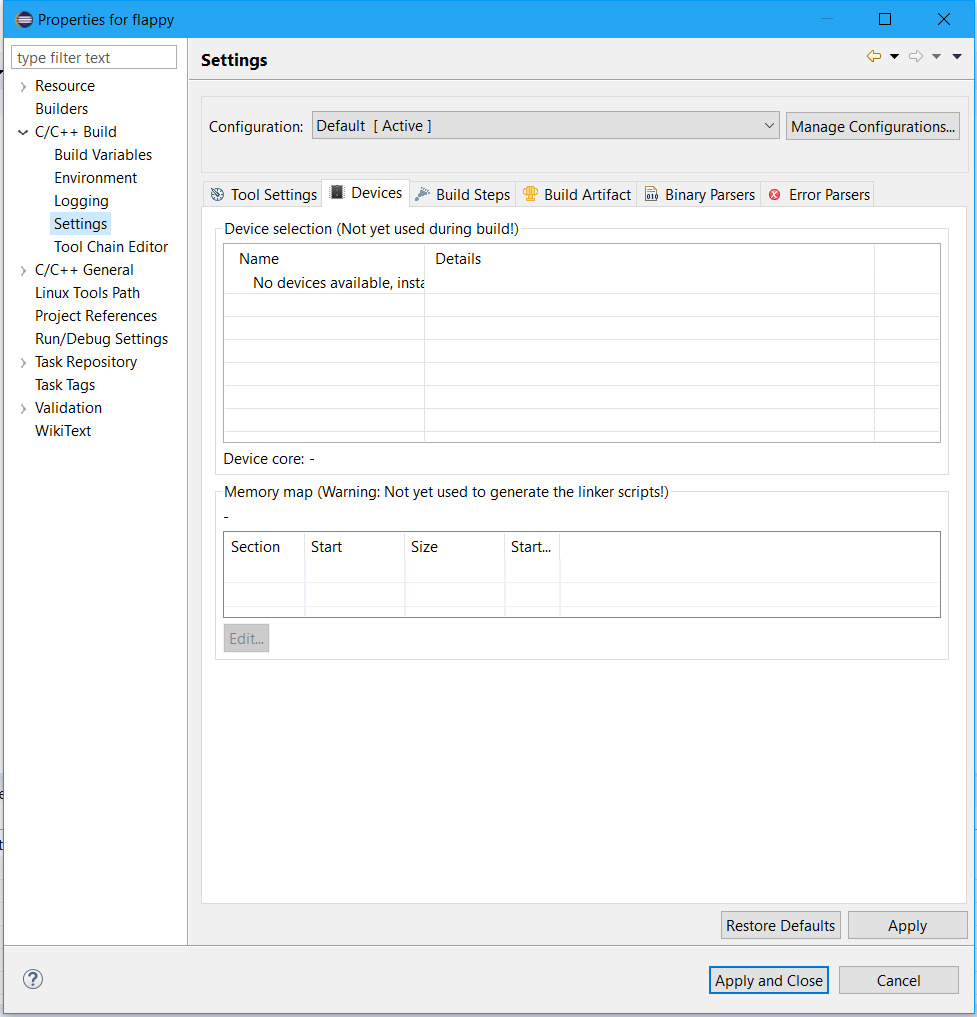 Properties for flappy
type filter text
Resource
Builders
C/C++ Build
Build Variables
Environment
Logging
Settings
Tool Chain Editor
C/C++ General
Linux Tools Path
Project References
Run/Debug Settings
Task Repository
Task Tags
Validation
WikiText
Settings
Configuration: Default [ Active ] Manage Configurations...
Tool Settings Devices Build Steps Build Artifact Binary Parsers Error Parsers
Device selection (Not yet used during build!)
Name Details
No devices available, insta
Device core: -
Memory map (Warning: Not yet used to generate the linker scripts!)
-
Section Start Size Start...
Edit...
Restore Defaults Apply
? Apply and Close Cancel